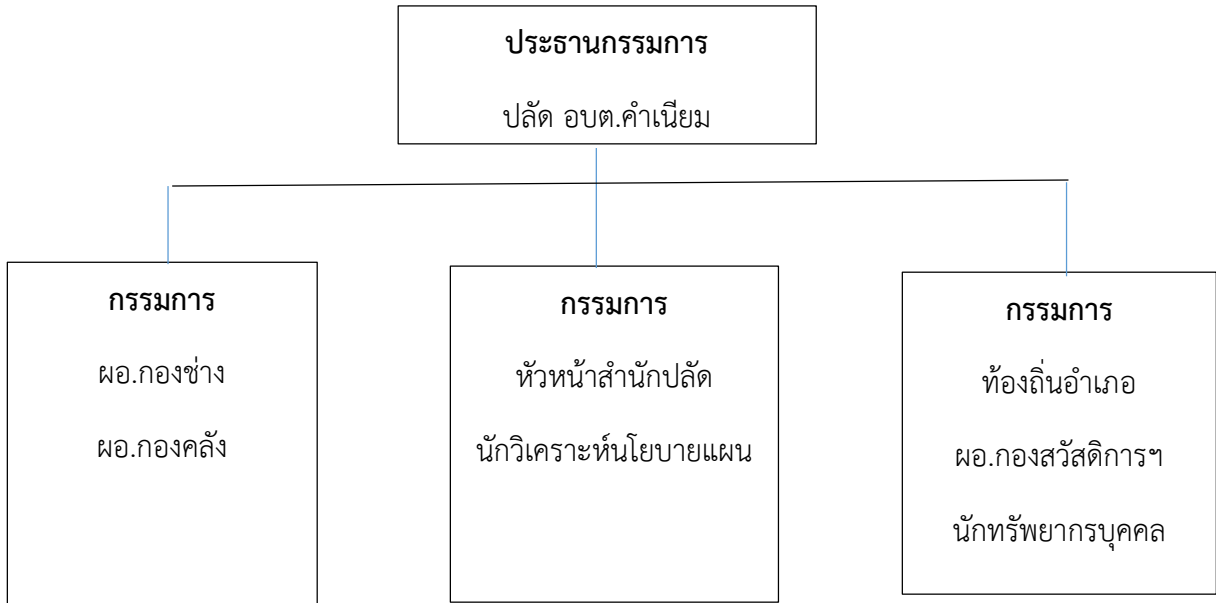 ประธานกรรมการ
ปลัด อบต.คำเนียม
กรรมการ
ผอ.กองช่าง
ผอ.กองคลัง
กรรมการ
หัวหน้าสำนักปลัด
นักวิเคราะห์นโยบายแผน
กรรมการ
ท้องถิ่นอำเภอ
ผอ.กองสวัสดิการฯ
นักทรัพยากรบุคคล